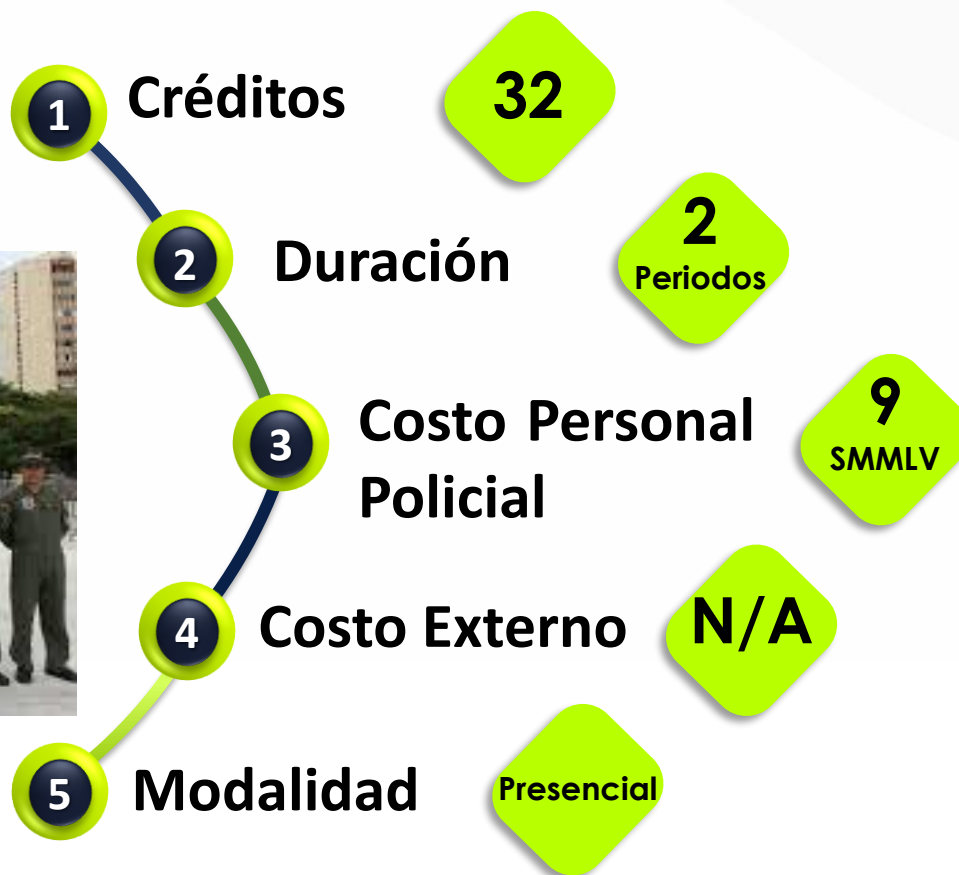 1 Créditos 32
2 Duración 2
Periodos
3 Costo Personal
Policial
9
SMMLV
4 Costo Externo N/A
5 Modalidad Presencial